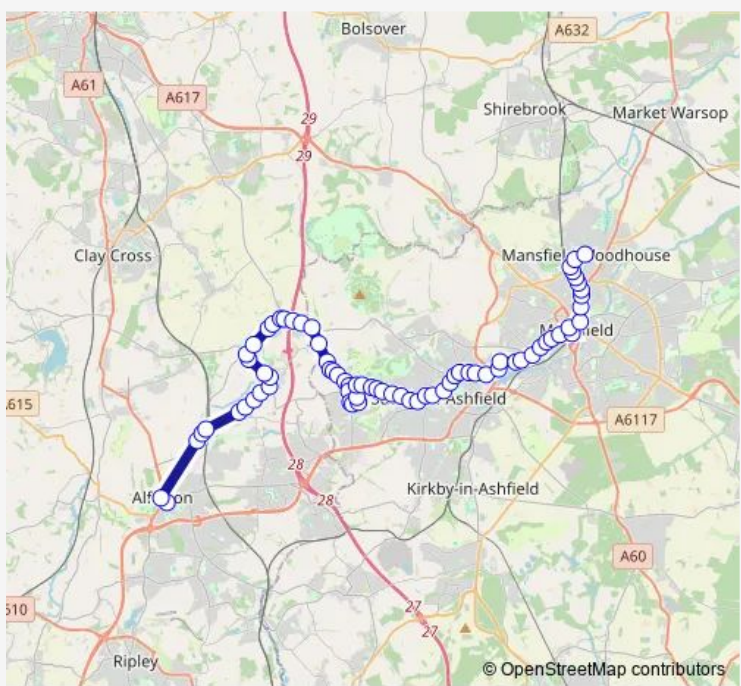 Bolsover
A632
A61
A617
Shirebrook
Market Warsop
29
29
Clay Cross
Mansfield Woodhouse
615
Ashfield
A6117
28
28
Kirkby-in-Ashfield
A60
27
27
610
Ripley
© OpenStreetMap contributors